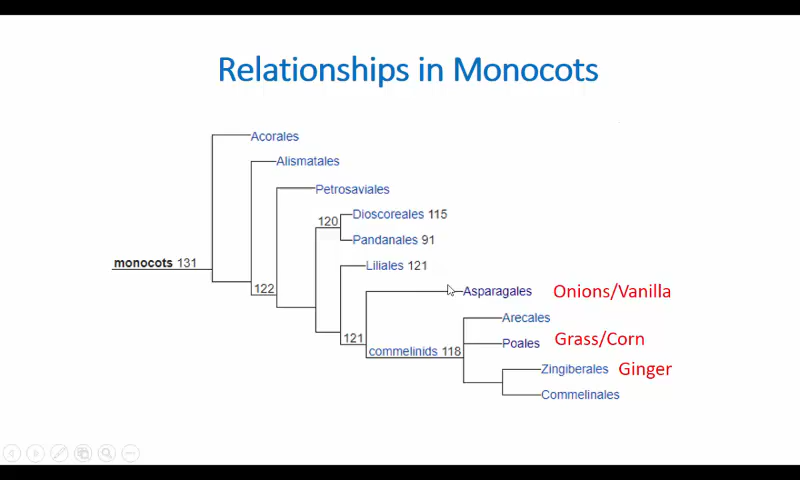 Relationships in Monocots
Acorales
Alismatales
Petrosaviales
120
Dioscoreales 115
Pandanales 91
monocots 131
Liliales 121
122
Asparagales
Onions/Vanilla
Arecales
121
Poales
Grass/Corn
commelinids 118
Zingiberales
Ginger
Commelinales